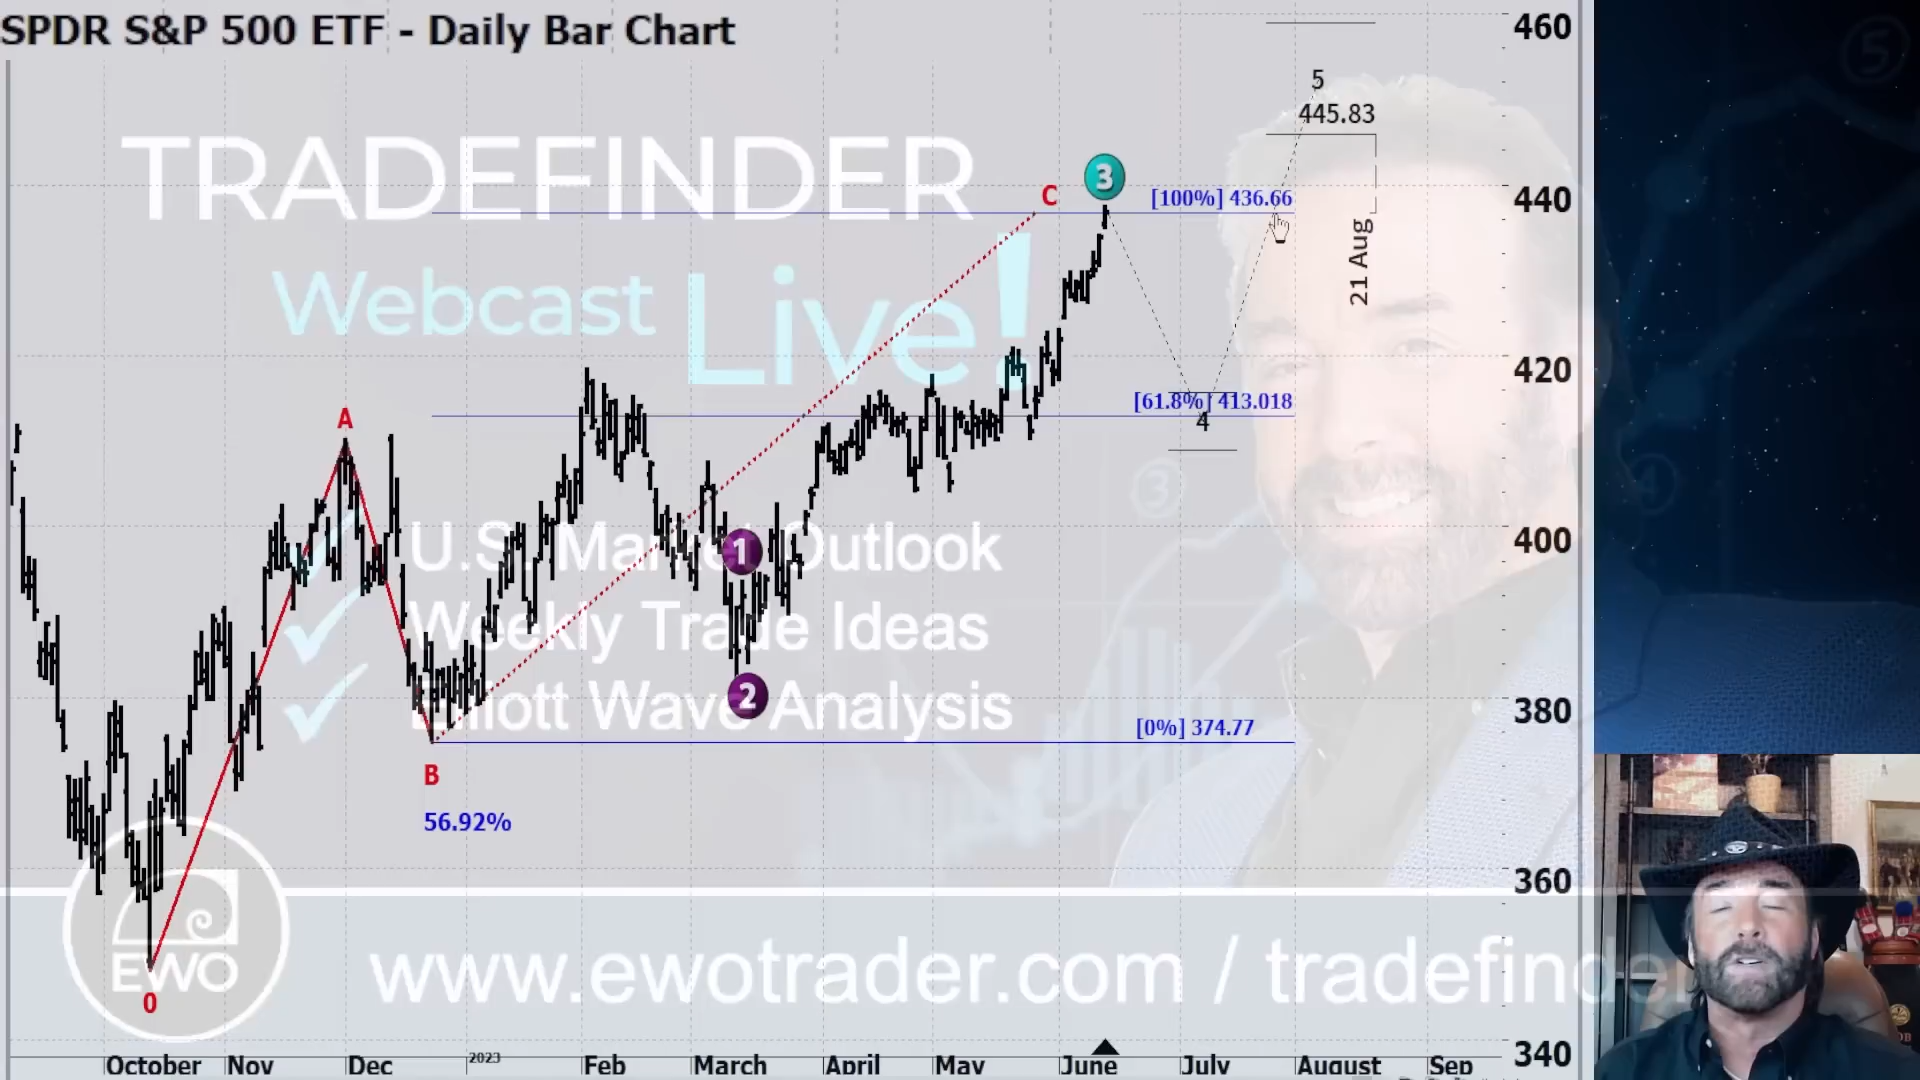 SPDR S&P 500 ETF - Daily Bar Chart
460
5
445.83
TRADEFINDER
3
C
[100%] 436.66
440
21 Aug
Webcast Live!
420
[61.8%] 413.018
4
A
3
4
5
400
1
U.S. Market Outlook
Weekly Trade Ideas
2
Elliott Wave Analysis
380
[0%] 374.77
B
56.92%
360
EWO
www.ewotrader.com / tradefinder
0
340
October Nov Dec 2023 Feb March April May June July August Sep